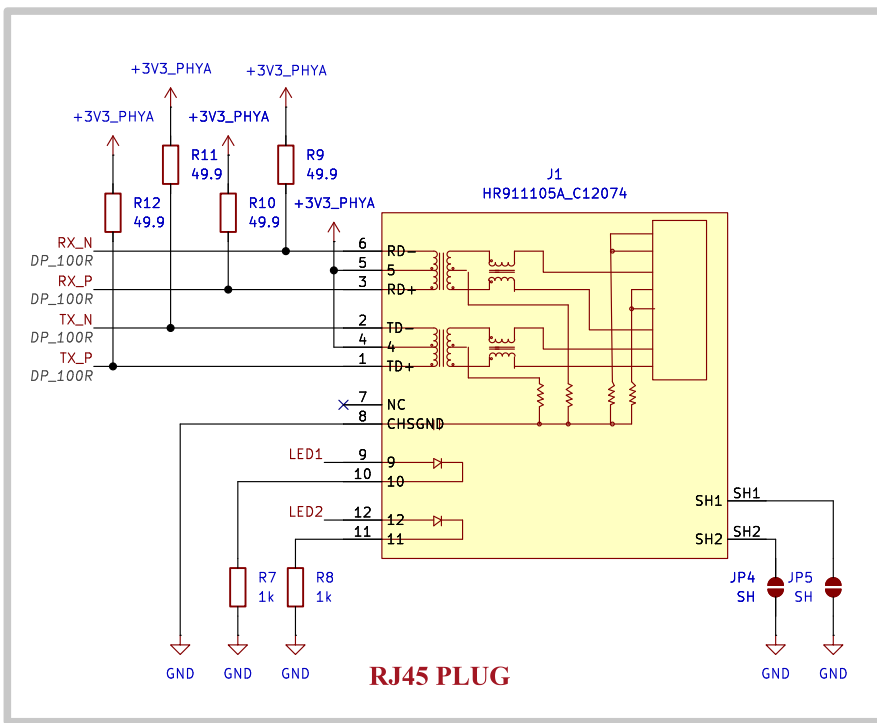 +3V3_PHYA
+3V3_PHYA
+3V3_PHYA
+3V3_PHYA
R11
49.9
R9
49.9
R12
49.9
R10
49.9
+3V3_PHYA
J1
HR911105A_C12074
RX_N
DP_100R
6
RD-
5
5
RX_P
DP_100R
3
RD+
TX_N
DP_100R
2
TD-
4
4
TX_P
DP_100R
1
TD+
7
NC
8
CHSGND
LED1
9
9
10
10
LED2
12
12
11
11
SH1
SH1
SH2
SH2
R7
1k
R8
1k
JP4
SH
JP5
SH
GND
GND
GND
GND
GND
RJ45 PLUG